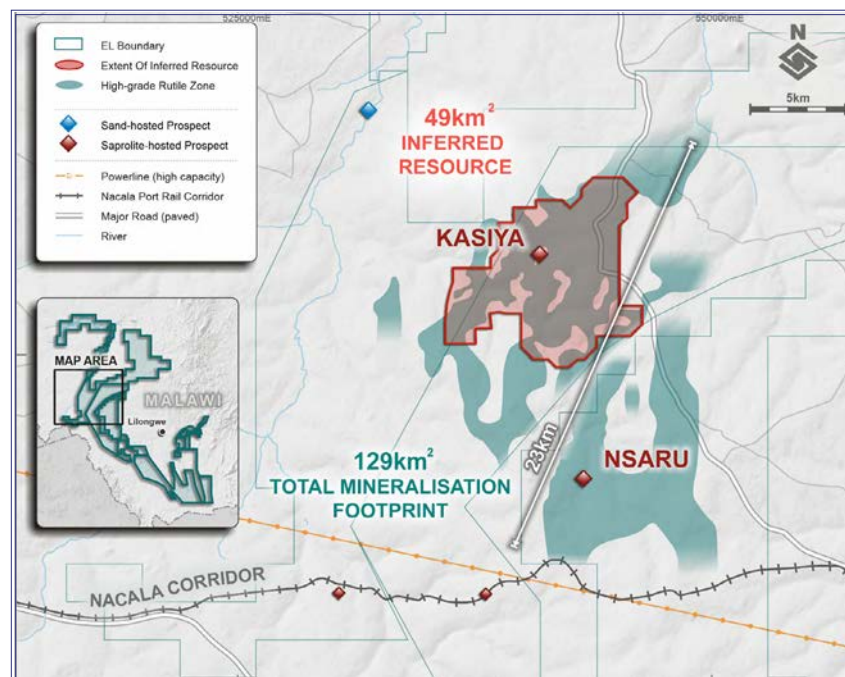 525000mE
550000mE
EL Boundary
Extent Of Inferred Resource
High-grade Rutile Zone
Sand-hosted Prospect
Saprolite-hosted Prospect
Powerline (high capacity)
Nacala Port Rail Corridor
Major Road (paved)
River
N
5km
49km²
INFERRED
RESOURCE
KASIYA
MAP AREA
MALAWI
Lilongwe
23km
NSARU
129km²
TOTAL MINERALISATION
FOOTPRINT
NACALA CORRIDOR